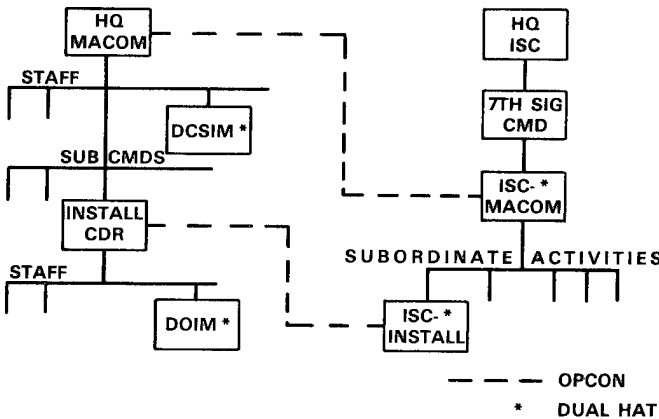 HQ
MACOM
STAFF
DCSIM *
SUB CMDS
INSTALL
CDR
STAFF
DOIM *
HQ
ISC
7TH SIG
CMD
ISC- *
MACOM
SUBORDINATE ACTIVITIES
ISC- *
INSTALL
OPCON
* DUAL HAT